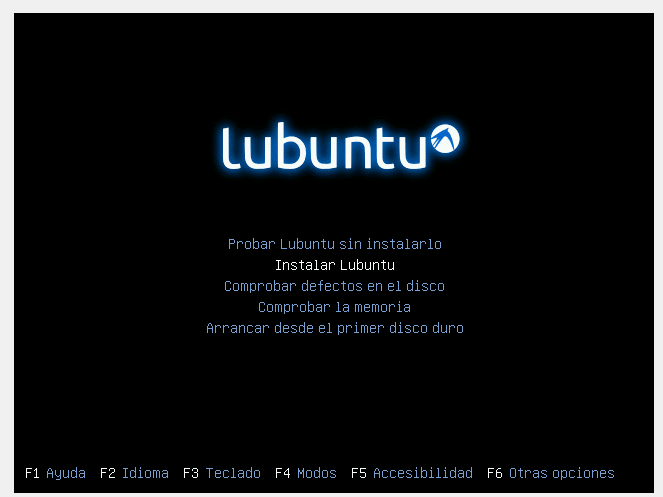 lubuntu
Probar Lubuntu sin instalarlo
Instalar Lubuntu
Comprobar defectos en el disco
Comprobar la memoria
Arrancar desde el primer disco duro
F1 Ayuda F2 Idioma F3 Teclado F4 Modos F5 Accesibilidad F6 Otras opciones